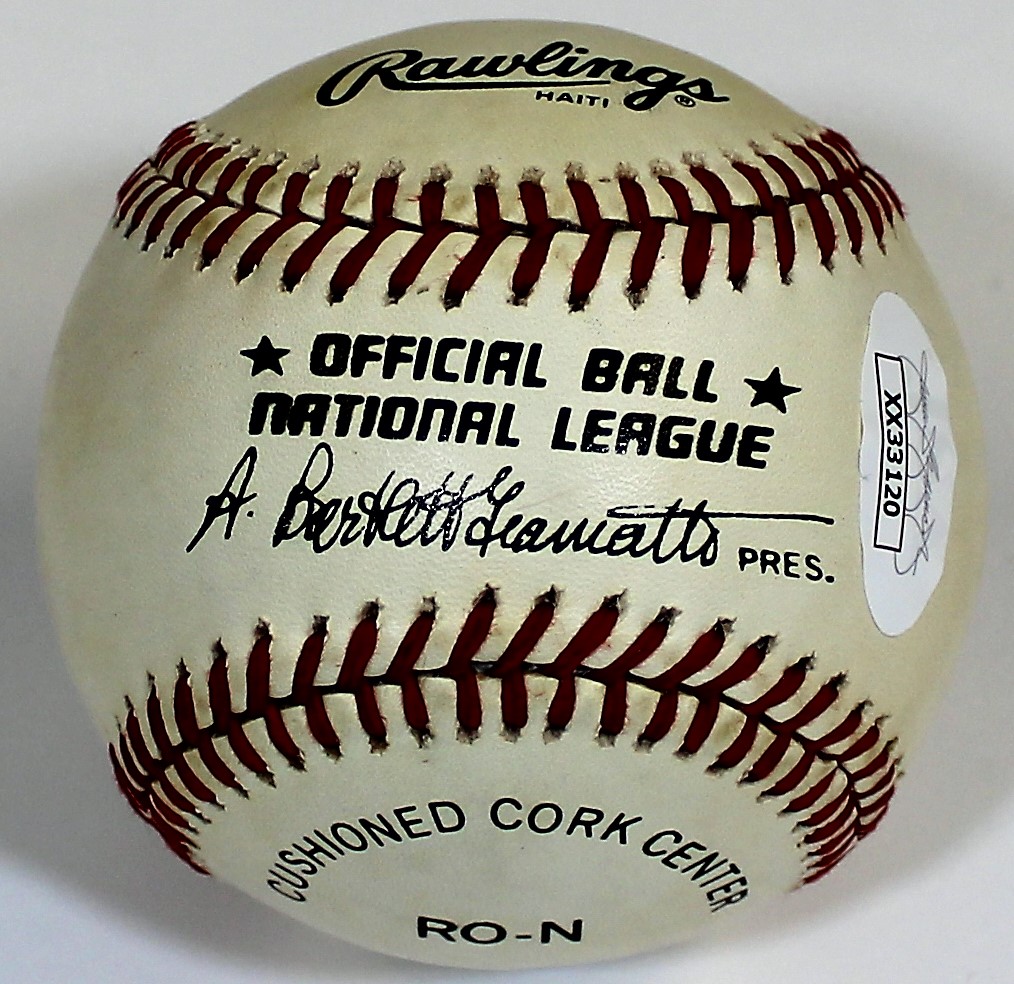 Rawlings®
HAITI
★ OFFICIAL BALL ★
NATIONAL LEAGUE
A. Bartlett Giamatti PRES.
XX33120
CUSHIONED CORK CENTER
RO-N